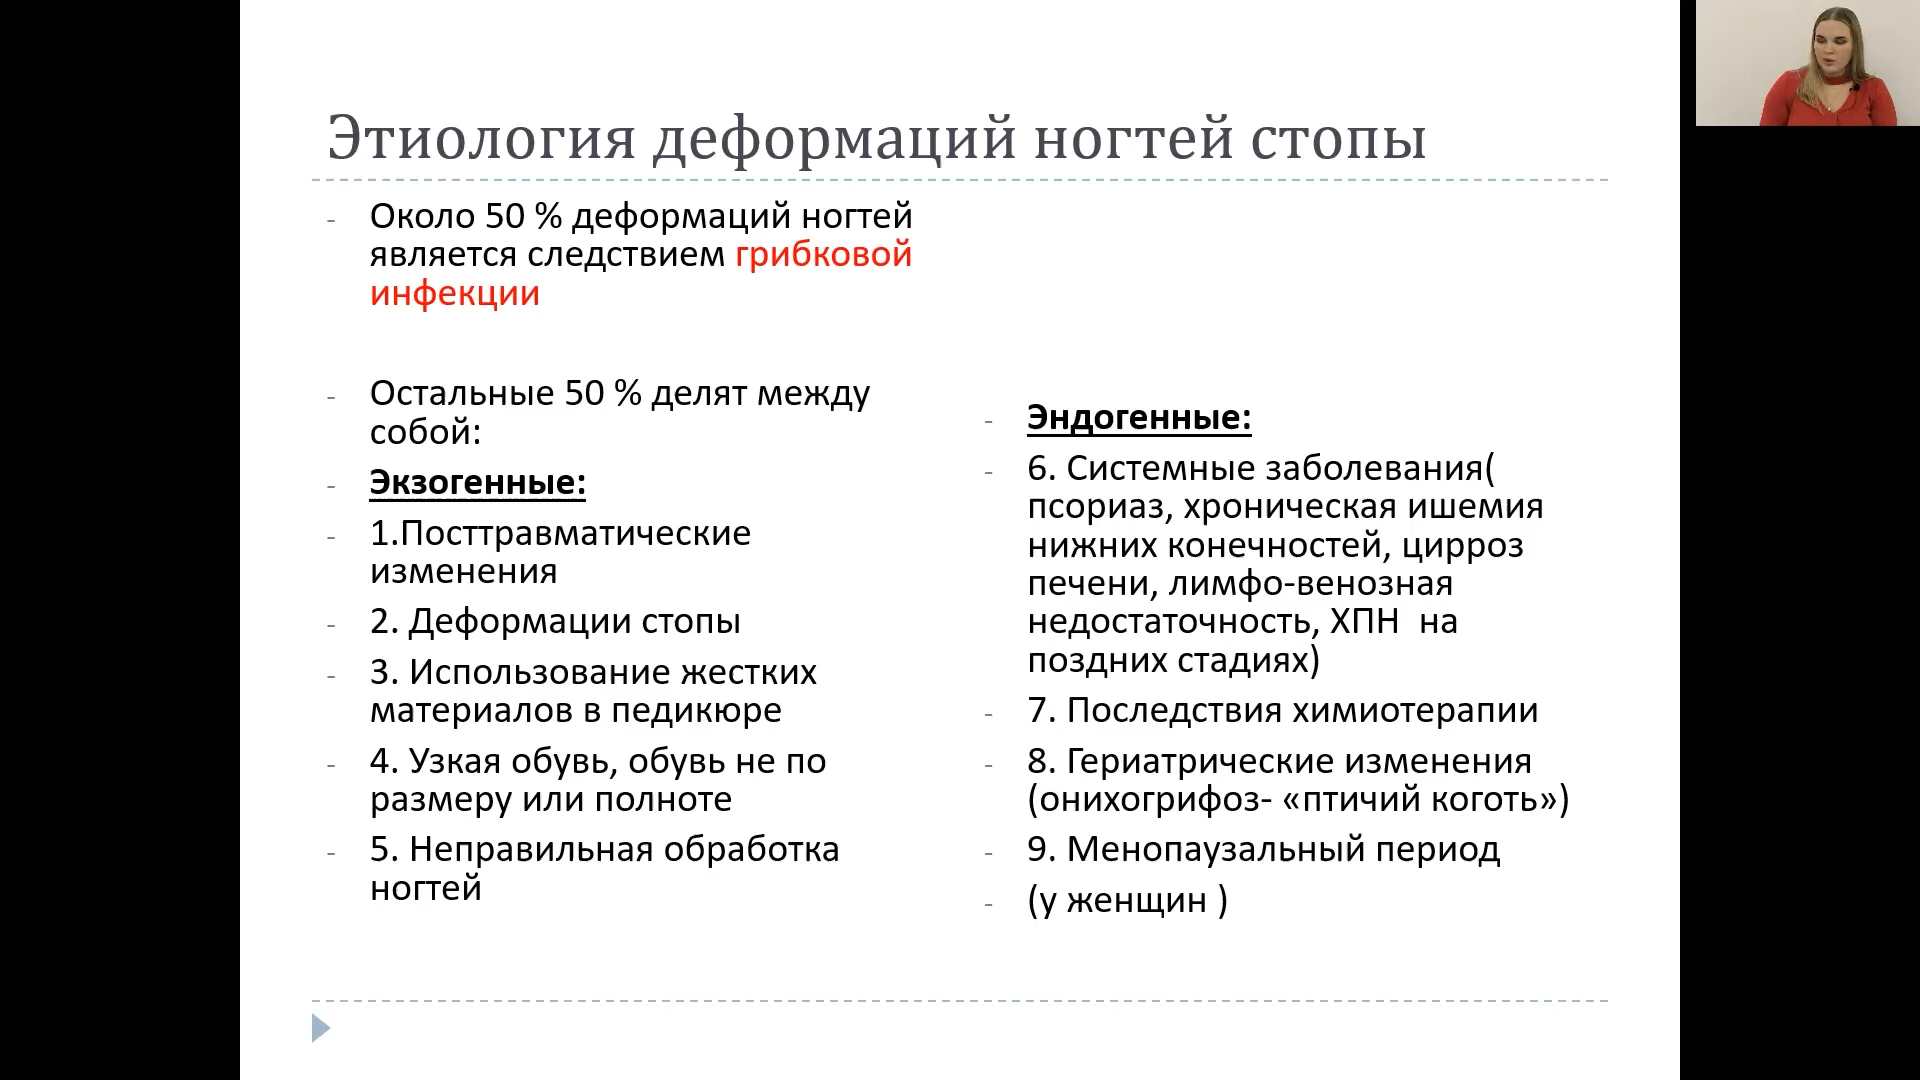 Этиология деформаций ногтей стопы
- Около 50 % деформаций ногтей
является следствием грибковой
инфекции
- Остальные 50 % делят между
собой:
- Экзогенные:
- 1.Посттравматические
изменения
- 2. Деформации стопы
- 3. Использование жестких
материалов в педикюре
- 4. Узкая обувь, обувь не по
размеру или полноте
- 5. Неправильная обработка
ногтей
- Эндогенные:
- 6. Системные заболевания(
псориаз, хроническая ишемия
нижних конечностей, цирроз
печени, лимфо-венозная
недостаточность, ХПН  на
поздних стадиях)
- 7. Последствия химиотерапии
- 8. Гериатрические изменения
(онихогрифоз- «птичий коготь»)
- 9. Менопаузальный период
- (у женщин )